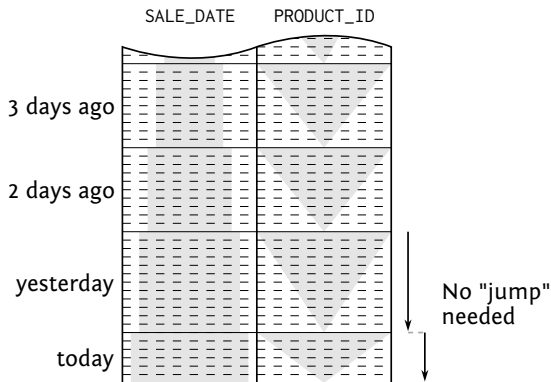 SALE_DATE PRODUCT_ID
3 days ago
2 days ago
yesterday
No "jump"
needed
today